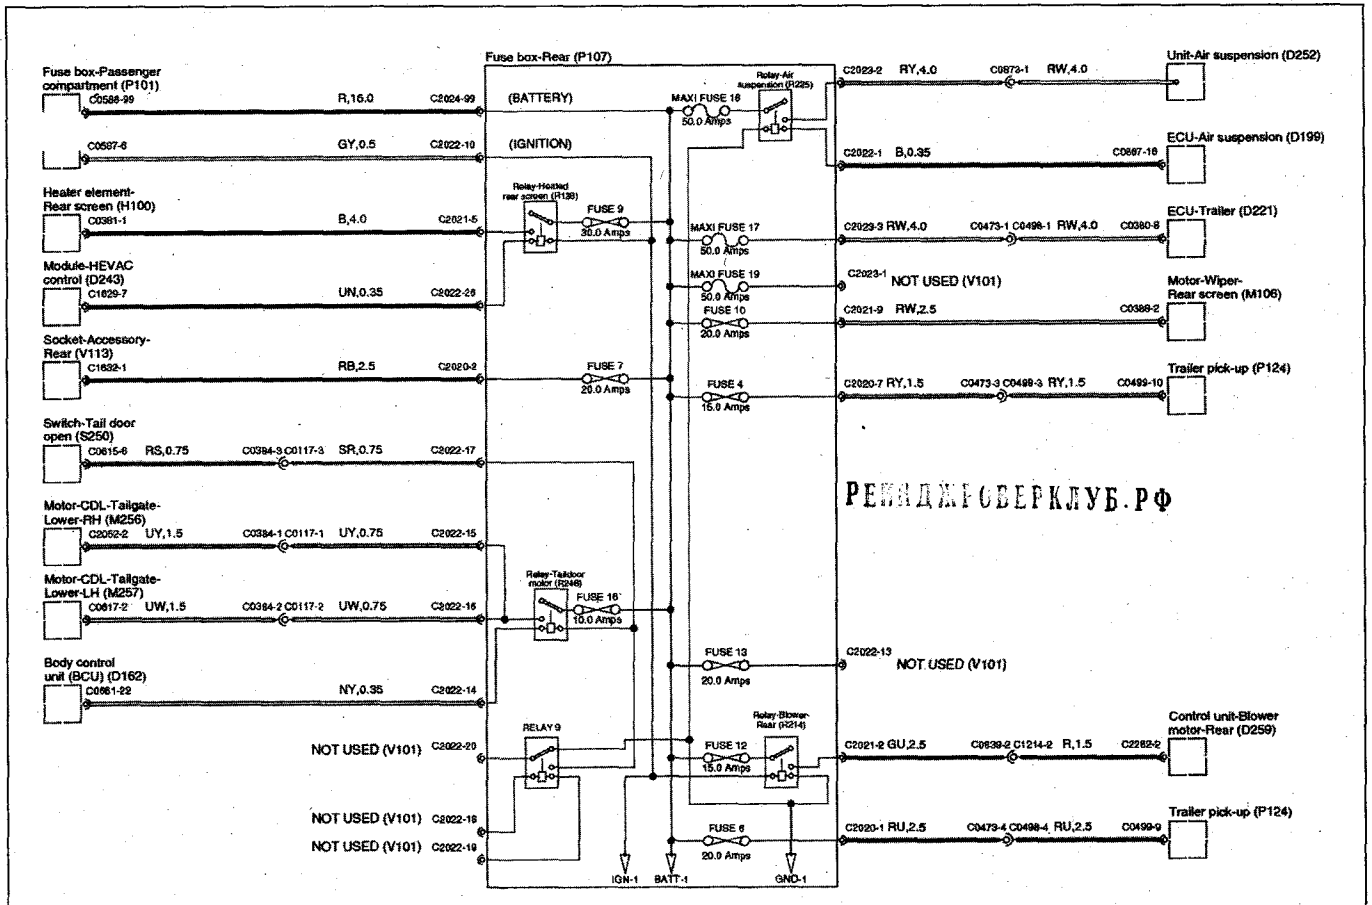 Fuse box-Rear (P107)
Fuse box-Passenger
compartment (P101)
C0588-99 R,16.0 C2024-99 (BATTERY)
C0587-6 GY,0.5 C2022-10 (IGNITION)
Heater element-
Rear screen (H100)
C0381-1 B,4.0 C2021-5
Module-HEVAC
control (D243)
C1629-7 UN,0.35 C2022-26
Socket-Accessory-
Rear (V113)
C1632-1 RB,2.5 C2020-2
Switch-Tail door
open (S250)
C0615-6 RS,0.75 C0384-3 C0117-3 SR,0.75 C2022-17
Motor-CDL-Tailgate-
Lower-RH (M256)
C2052-2 UY,1.5 C0384-1 C0117-1 UY,0.75 C2022-15
Motor-CDL-Tailgate-
Lower-LH (M257)
C0617-2 UW,1.5 C0384-2 C0117-2 UW,0.75 C2022-16
Body control
unit (BCU) (D162)
C0661-22 NY,0.35 C2022-14
NOT USED (V101) C2022-20
NOT USED (V101) C2022-18
NOT USED (V101) C2022-19
Relay-Heated
rear screen (R138)
FUSE 9
30.0 Amps
FUSE 7
20.0 Amps
Relay-Taildoor
motor (R246)
FUSE 16
10.0 Amps
RELAY 9
MAXI FUSE 18
50.0 Amps
Relay-Air
suspension (R225)
MAXI FUSE 17
50.0 Amps
MAXI FUSE 19
50.0 Amps
FUSE 10
20.0 Amps
FUSE 4
15.0 Amps
FUSE 13
20.0 Amps
Relay-Blower-
Rear (R214)
FUSE 12
15.0 Amps
FUSE 6
20.0 Amps
IGN-1 BATT-1 GND-1
Unit-Air suspension (D252)
C2023-2 RY,4.0 C0873-1 RW,4.0
ECU-Air suspension (D199)
C2022-1 B,0.35 C0867-16
ECU-Trailer (D221)
C2023-3 RW,4.0 C0473-1 C0498-1 RW,4.0 C0380-8
C2023-1
NOT USED (V101)
Motor-Wiper-
Rear screen (M106)
C2021-9 RW,2.5 C0388-2
Trailer pick-up (P124)
C2020-7 RY,1.5 C0473-3 C0498-3 RY,1.5 C0499-10
РЕНДЖРОВЕРКЛУБ.РФ
C2022-13
NOT USED (V101)
Control unit-Blower
motor-Rear (D259)
C2021-2 GU,2.5 C0839-2 C1214-2 R,1.5 C2262-2
Trailer pick-up (P124)
C2020-1 RU,2.5 C0473-4 C0498-4 RU,2.5 C0499-9